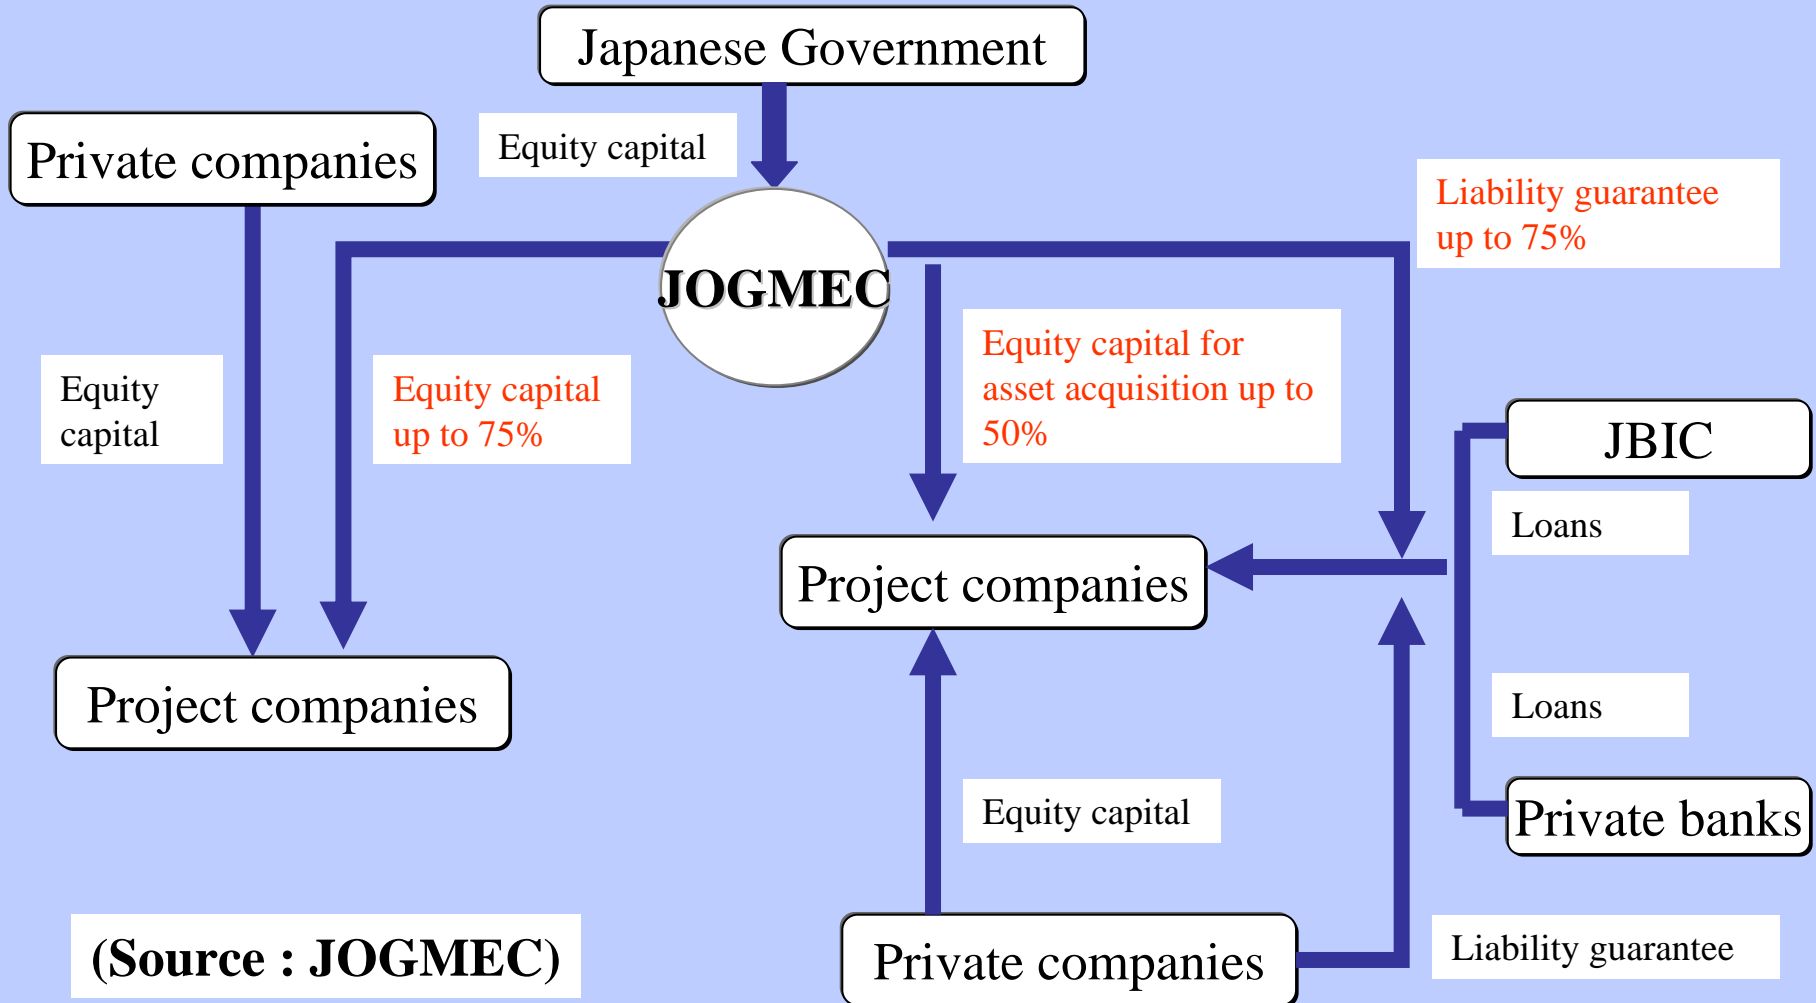 Japanese Government
Equity capital
Private companies
JOGMEC
Liability guarantee
up to 75%
Equity
capital
Equity capital
up to 75%
Equity capital for
asset acquisition up to
50%
JBIC
Loans
Project companies
Project companies
Loans
Equity capital
Private banks
(Source : JOGMEC)
Private companies
Liability guarantee